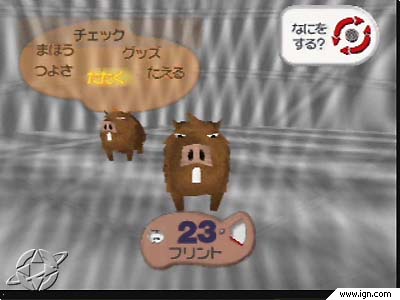 チェック
まほう グッズ
つよさ たたく たえる
なにを
する?
23
フリント
www.ign.com